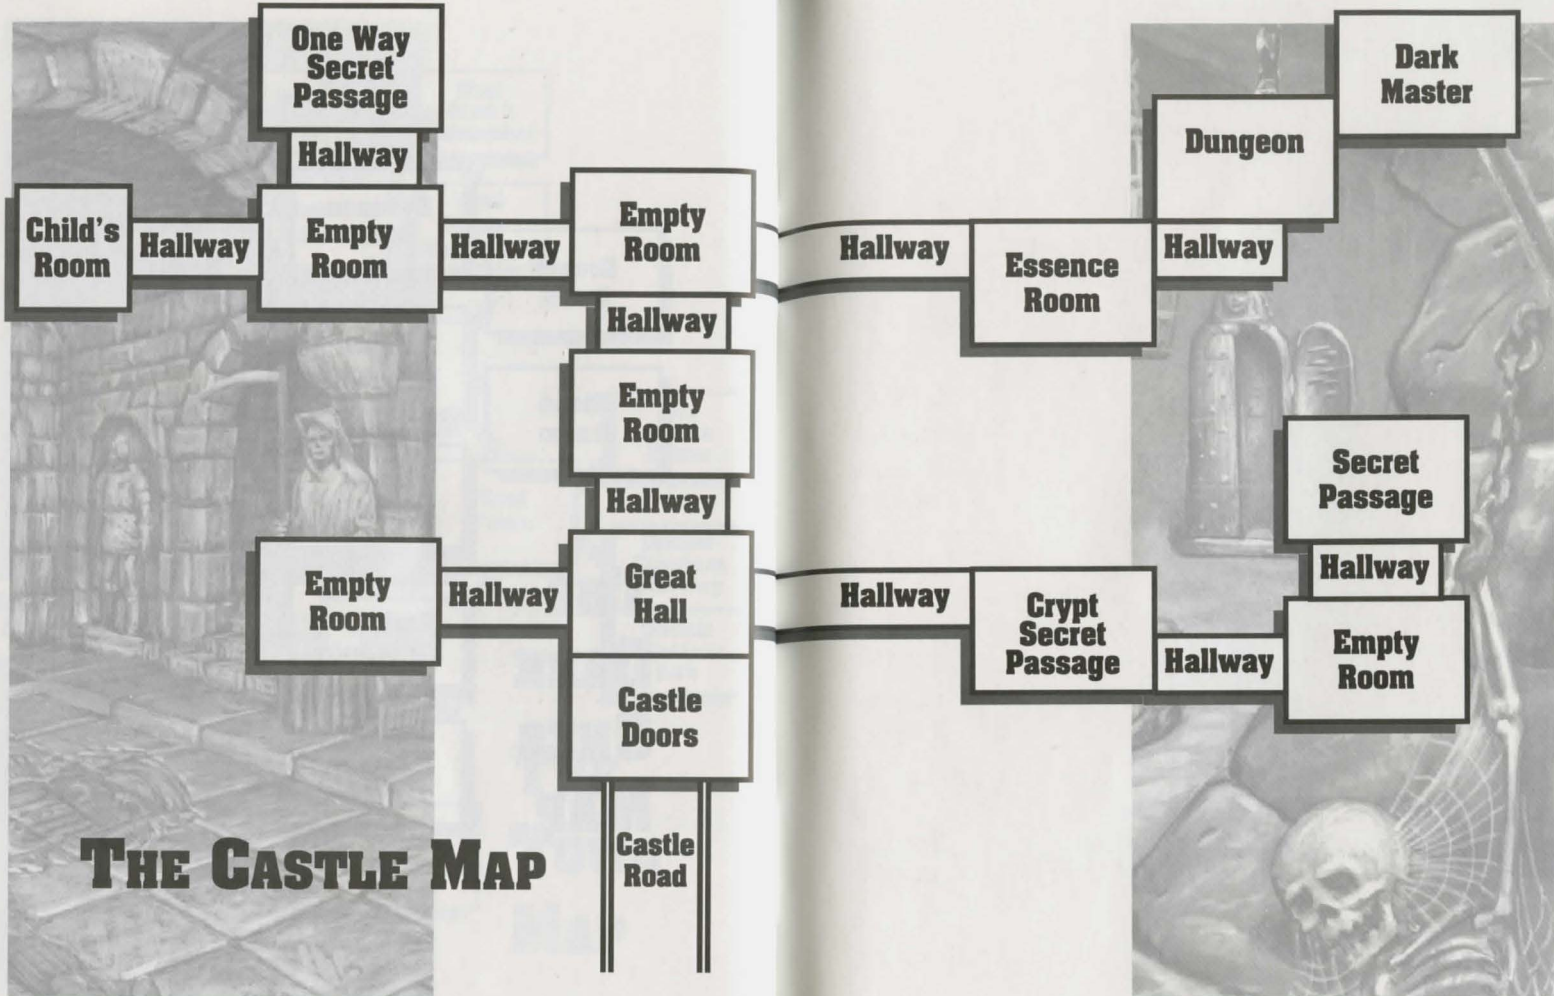 One Way
Secret
Passage
Hallway
Child's
Room
Hallway
Empty
Room
Hallway
Empty
Room
Hallway
Empty
Room
Hallway
Empty
Room
Hallway
Great
Hall
Castle
Doors
Castle
Road
THE CASTLE MAP
Dark
Master
Dungeon
Hallway
Essence
Room
Hallway
Secret
Passage
Hallway
Hallway
Crypt
Secret
Passage
Hallway
Empty
Room